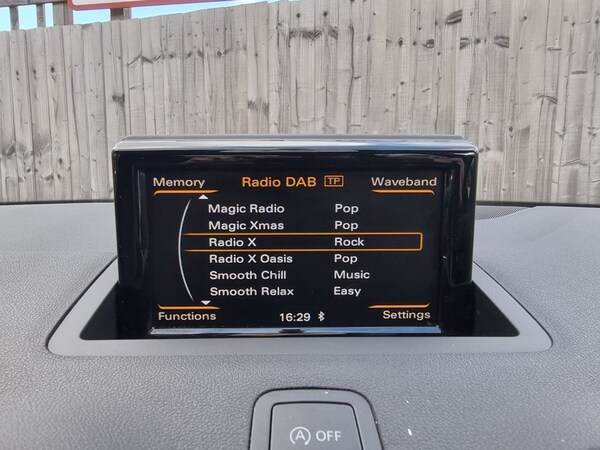 Memory Radio DAB TP Waveband
Magic Radio Pop
Magic Xmas Pop
Radio X Rock
Radio X Oasis Pop
Smooth Chill Music
Smooth Relax Easy
Functions 16:29 Settings
A OFF